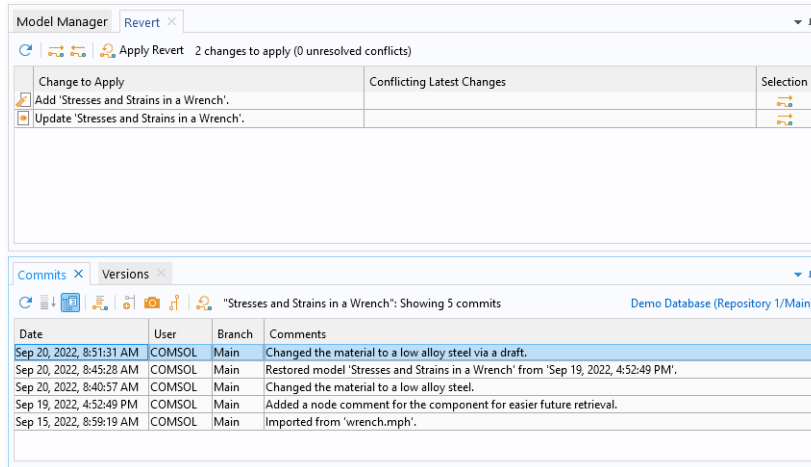 Model Manager Revert
Apply Revert 2 changes to apply (0 unresolved conflicts)
Change to Apply Conflicting Latest Changes Selection
Add 'Stresses and Strains in a Wrench'.
Update 'Stresses and Strains in a Wrench'.
Commits Versions
"Stresses and Strains in a Wrench": Showing 5 commits Demo Database (Repository 1/Main)
Date User Branch Comments
Sep 20, 2022, 8:51:31 AM COMSOL Main Changed the material to a low alloy steel via a draft.
Sep 20, 2022, 8:45:28 AM COMSOL Main Restored model 'Stresses and Strains in a Wrench' from 'Sep 19, 2022, 4:52:49 PM'.
Sep 20, 2022, 8:40:57 AM COMSOL Main Changed the material to a low alloy steel.
Sep 19, 2022, 4:52:49 PM COMSOL Main Added a node comment for the component for easier future retrieval.
Sep 15, 2022, 8:59:19 AM COMSOL Main Imported from 'wrench.mph'.